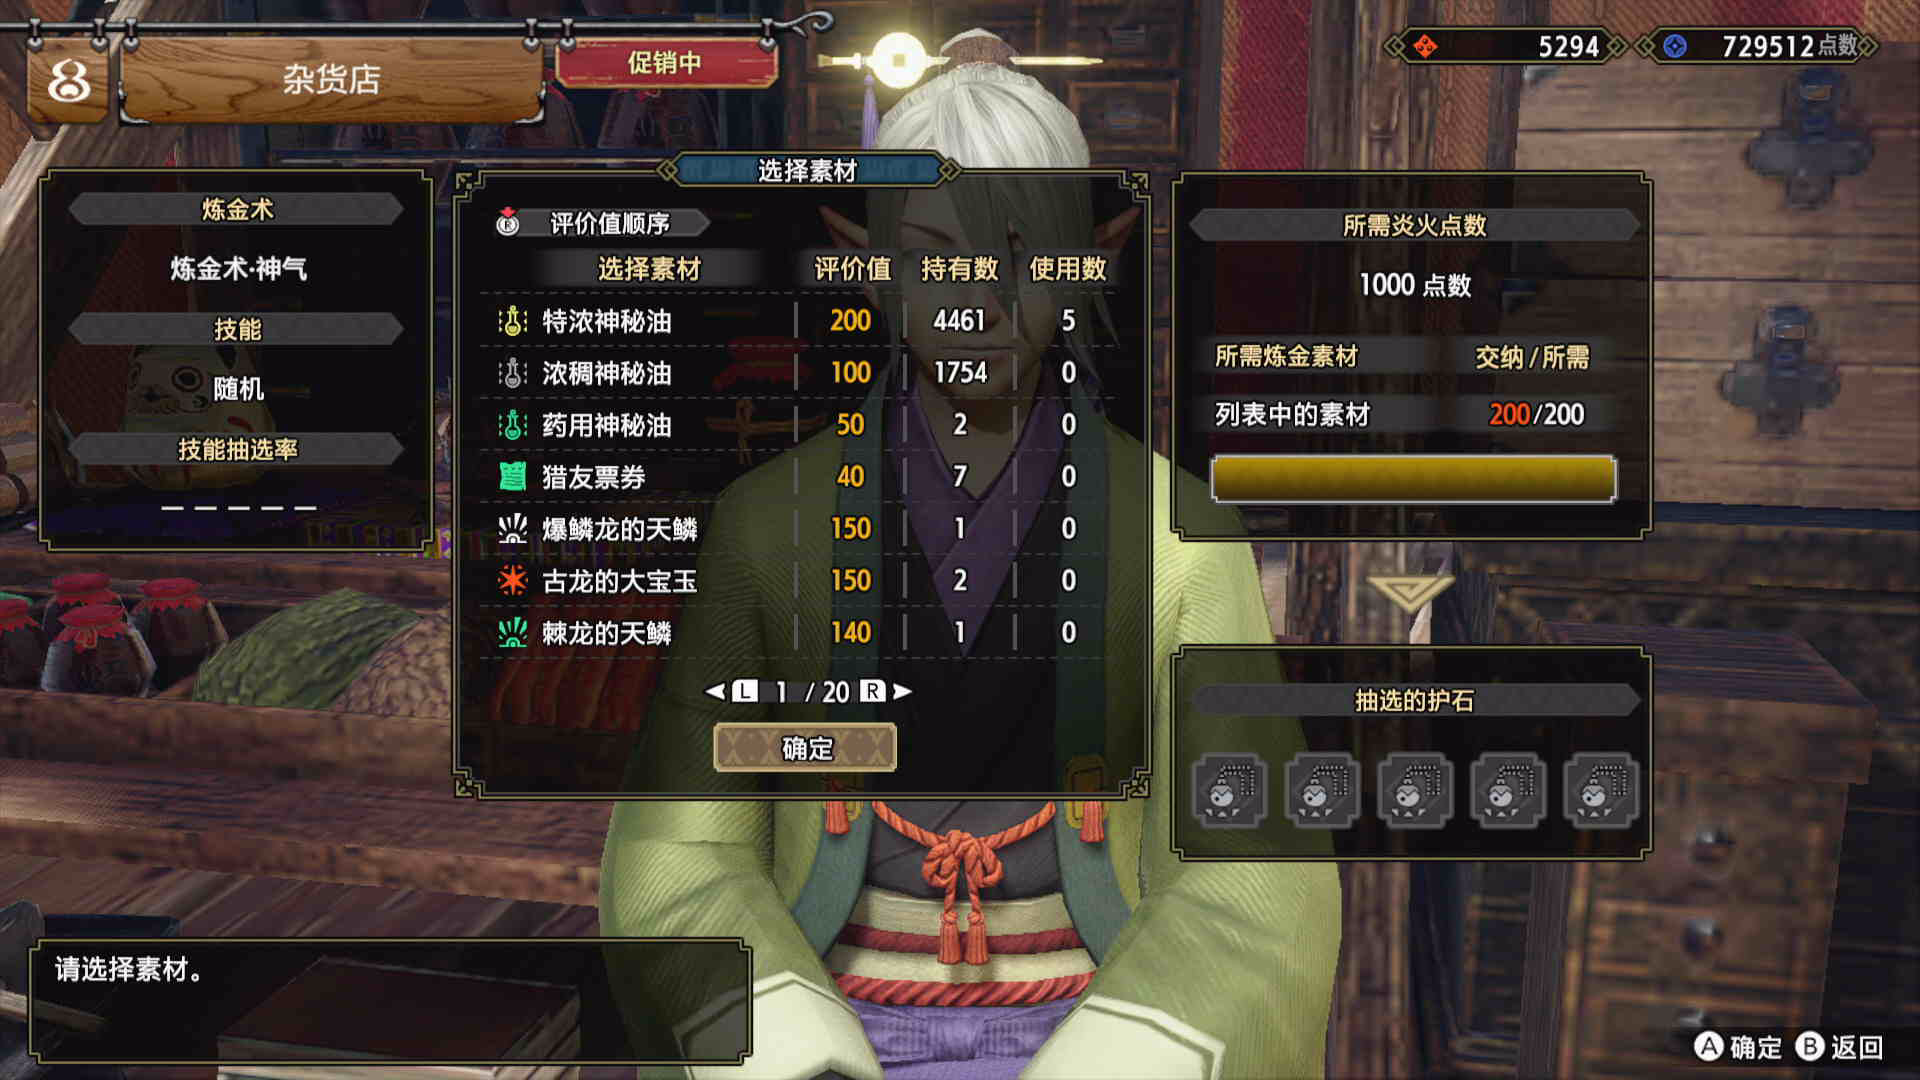 杂货店
促销中
5294
729512点数
炼金术
炼金术·神气
技能
随机
技能抽选率
选择素材
R 评价值顺序
选择素材 评价值 持有数 使用数
特浓神秘油 200 4461 5
浓稠神秘油 100 1754 0
药用神秘油 50 2 0
猎友票券 40 7 0
爆鳞龙的天鳞 150 1 0
古龙的大宝玉 150 2 0
棘龙的天鳞 140 1 0
L 1 / 20 R
确定
所需炎火点数
1000 点数
所需炼金素材 交纳/所需
列表中的素材 200/200
抽选的护石
请选择素材。
A 确定 B 返回